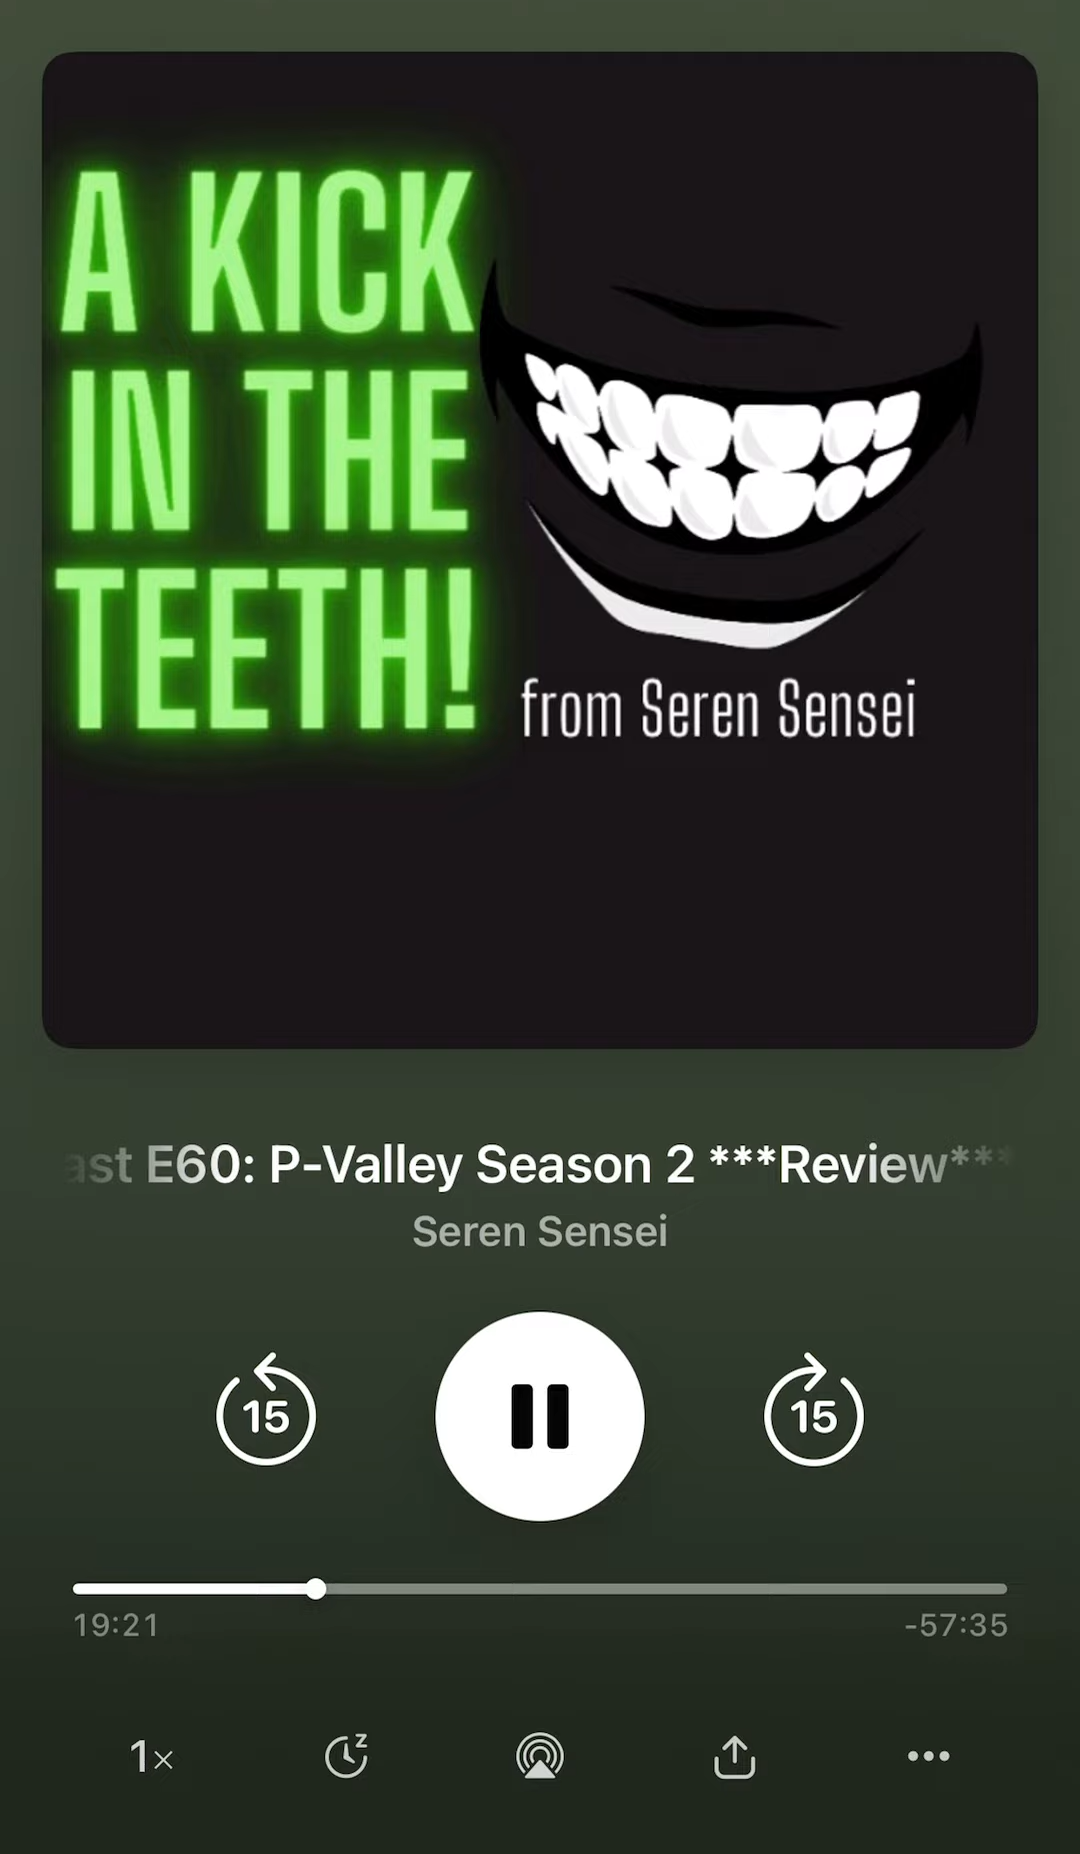 A KICK
IN THE
TEETH!
from Seren Sensei
ast E60: P-Valley Season 2 ***Review***
Seren Sensei
15
15
19:21
-57:35
1×
z